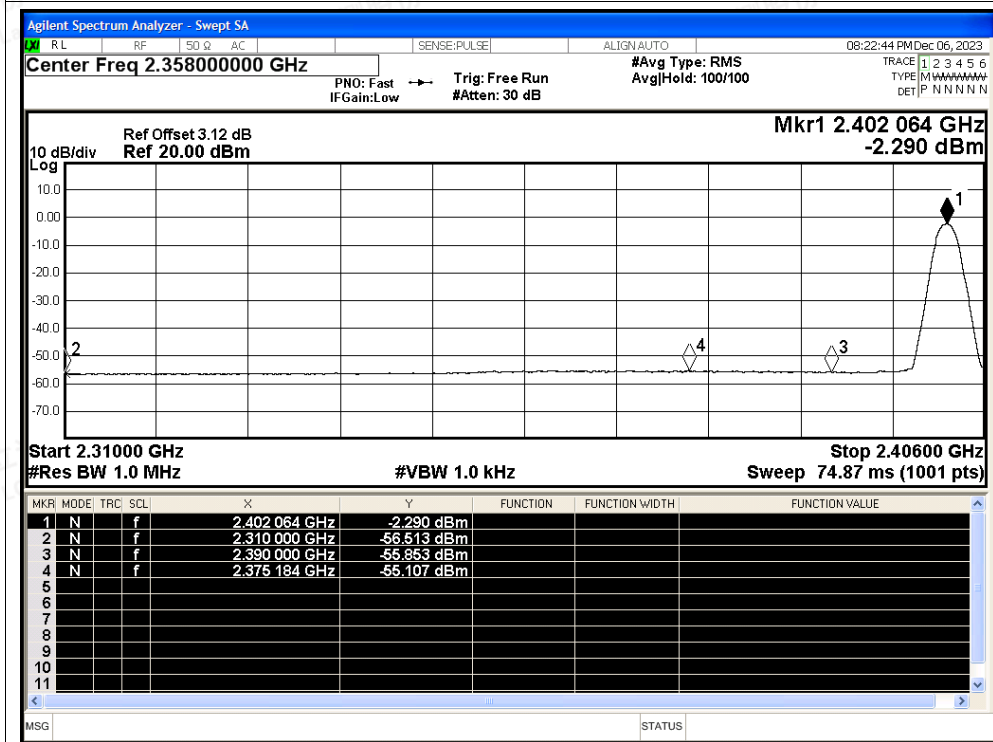 Agilent Spectrum Analyzer - Swept SA
LXI RL RF 50 Ω AC SENSE:PULSE ALIGN AUTO 08:22:44 PM Dec 06, 2023
Center Freq 2.358000000 GHz
PNO: Fast
IFGain:Low
Trig: Free Run
#Atten: 30 dB
#Avg Type: RMS
Avg|Hold: 100/100
TRACE 1 2 3 4 5 6
TYPE M
DET P N N N N N
Ref Offset 3.12 dB
Ref 20.00 dBm
10 dB/div
Log
Mkr1 2.402 064 GHz
-2.290 dBm
10.0
0.00
-10.0
-20.0
-30.0
-40.0
-50.0
-60.0
-70.0
1
2
4
3
Start 2.31000 GHz Stop 2.40600 GHz
#Res BW 1.0 MHz #VBW 1.0 kHz Sweep 74.87 ms (1001 pts)
MKR MODE TRC SCL X Y FUNCTION FUNCTION WIDTH FUNCTION VALUE
1 N f 2.402 064 GHz -2.290 dBm
2 N f 2.310 000 GHz -56.513 dBm
3 N f 2.390 000 GHz -55.853 dBm
4 N f 2.375 184 GHz -55.107 dBm
5
6
7
8
9
10
11
MSG STATUS